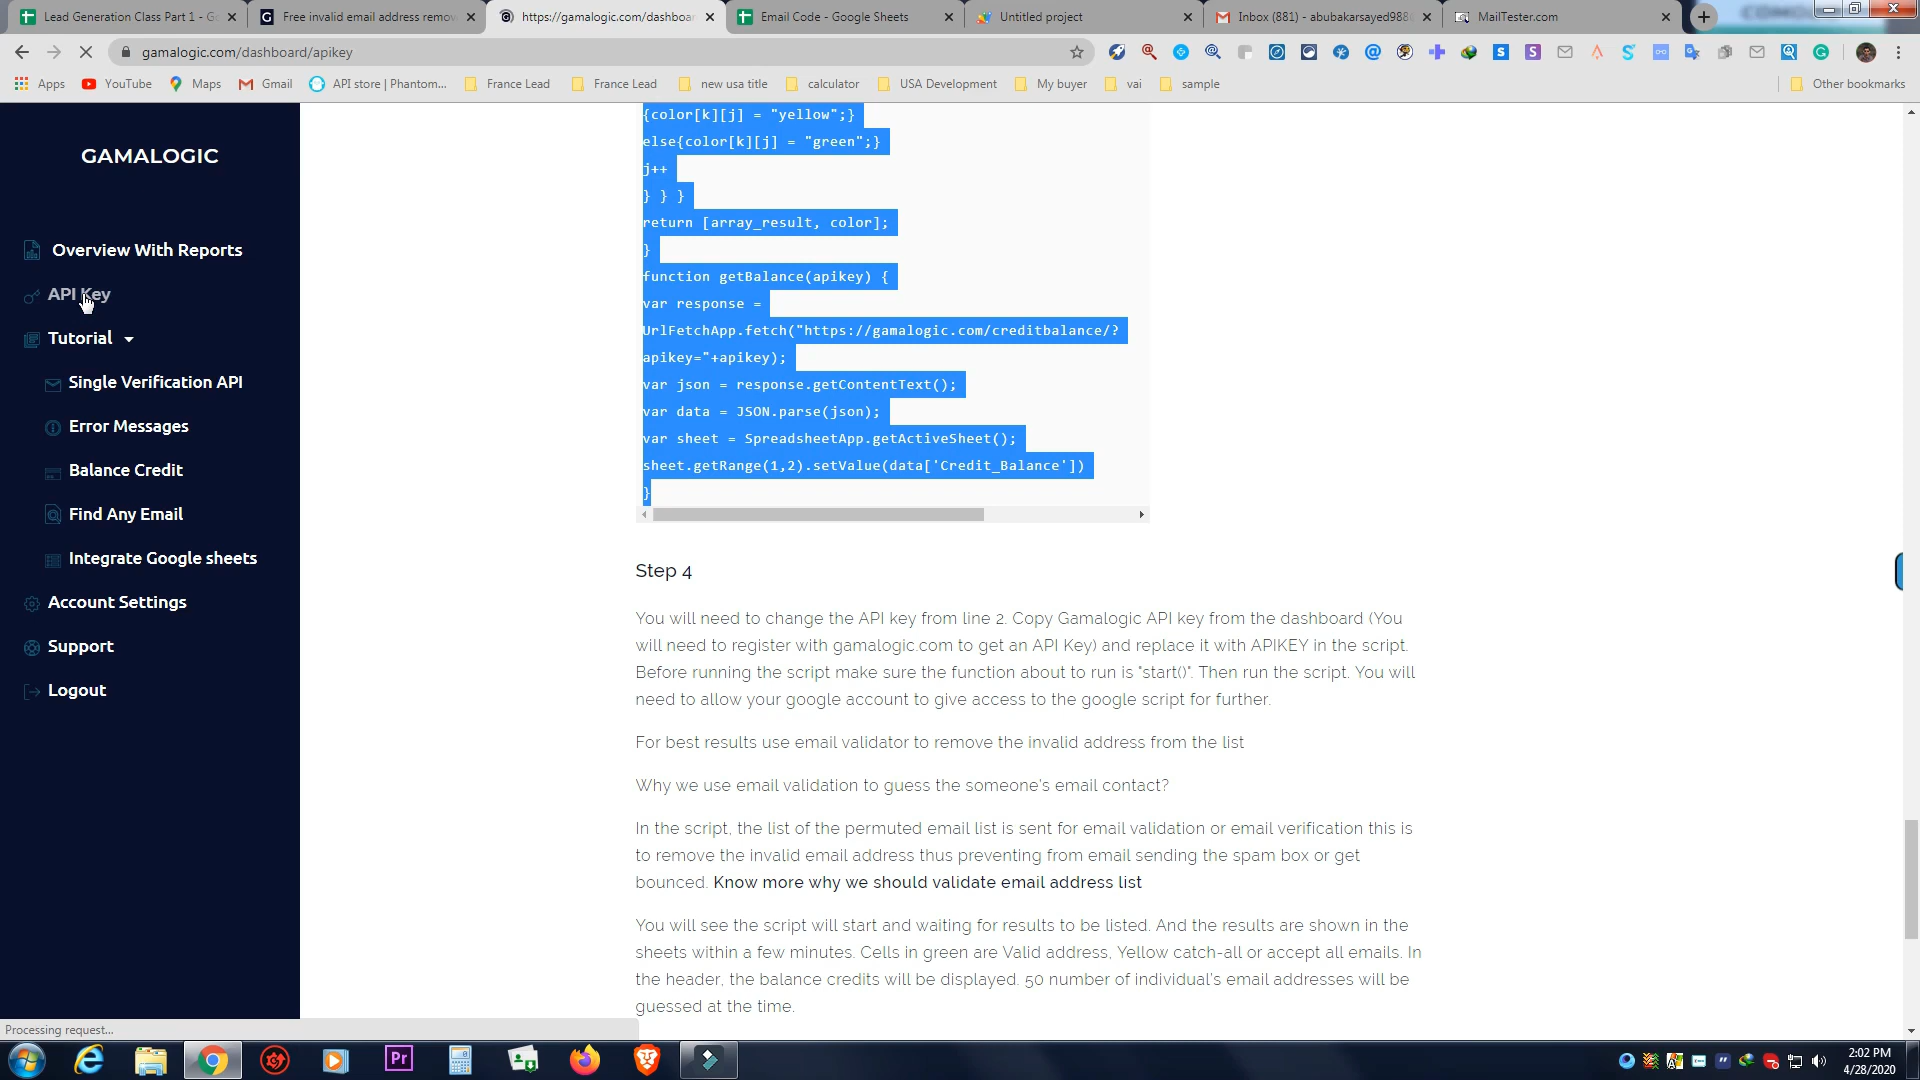 Lead Generation Class Part 1 - G
Free invalid email address remov
https://gamalogic.com/dashboar
Email Code - Google Sheets
Untitled project
Inbox (881) - abubakarsayed988
MailTester.com
gamalogic.com/dashboard/apikey
Apps
YouTube
Maps
Gmail
API store | Phantom...
France Lead
France Lead
new usa title
calculator
USA Development
My buyer
vai
sample
Other bookmarks
GAMALOGIC
Overview With Reports
API Key
Tutorial
Single Verification API
Error Messages
Balance Credit
Find Any Email
Integrate Google sheets
Account Settings
Support
Logout
{color[k][j] = "yellow";}
else{color[k][j] = "green";}
j++
} } }
return [array_result, color];
}
function getBalance(apikey) {
var response =
UrlFetchApp.fetch("https://gamalogic.com/creditbalance/?
apikey="+apikey);
var json = response.getContentText();
var data = JSON.parse(json);
var sheet = SpreadsheetApp.getActiveSheet();
sheet.getRange(1,2).setValue(data['Credit_Balance'])
}
Step 4
You will need to change the API key from line 2. Copy Gamalogic API key from the dashboard (You
will need to register with gamalogic.com to get an API Key) and replace it with APIKEY in the script.
Before running the script make sure the function about to run is "start()". Then run the script. You will
need to allow your google account to give access to the google script for further.
For best results use email validator to remove the invalid address from the list
Why we use email validation to guess the someone's email contact?
In the script, the list of the permuted email list is sent for email validation or email verification this is
to remove the invalid email address thus preventing from email sending the spam box or get
bounced. Know more why we should validate email address list
You will see the script will start and waiting for results to be listed. And the results are shown in the
sheets within a few minutes. Cells in green are Valid address, Yellow catch-all or accept all emails. In
the header, the balance credits will be displayed. 50 number of individual's email addresses will be
guessed at the time.
Processing request...
Pr
2:02 PM
4/28/2020